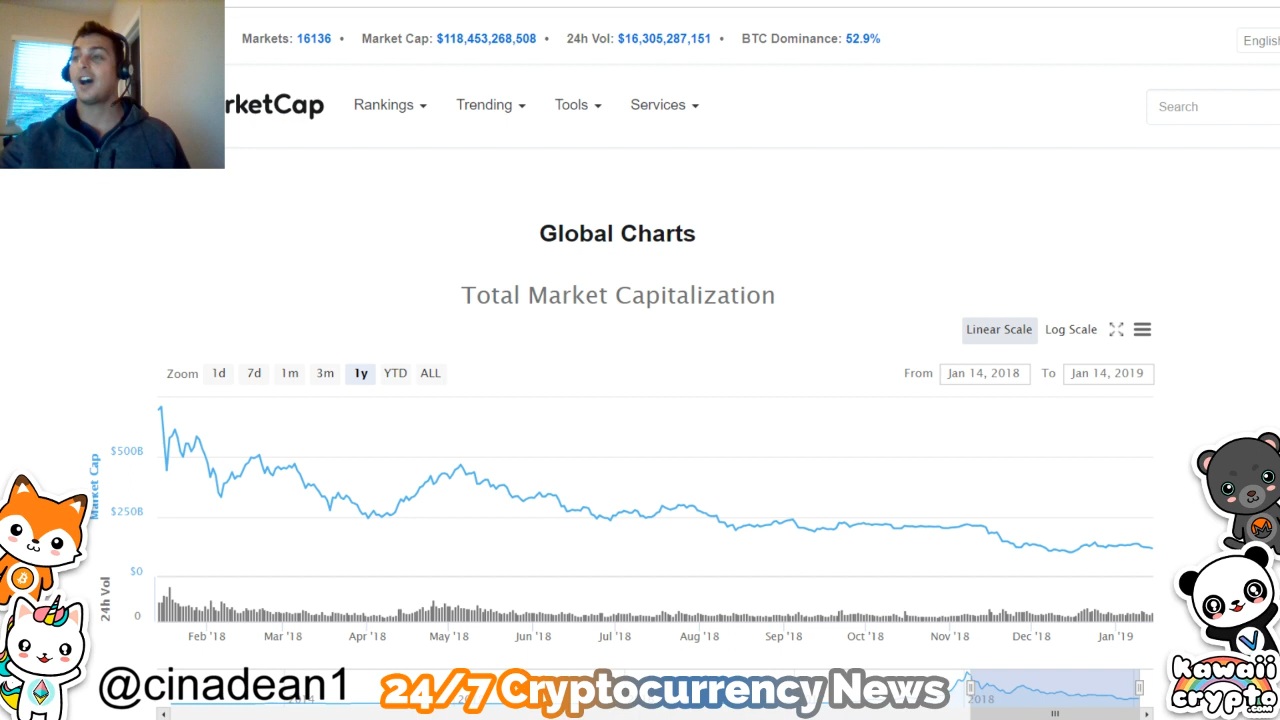 Markets: 16136 • Market Cap: $118,453,268,508 • 24h Vol: $16,305,287,151 • BTC Dominance: 52.9%
English
rketCap Rankings Trending Tools Services
Search
Global Charts
Total Market Capitalization
Linear Scale Log Scale
Zoom 1d 7d 1m 3m 1y YTD ALL From Jan 14, 2018 To Jan 14, 2019
$500B
$250B
$0
Market Cap
24h Vol
0
Feb '18 Mar '18 Apr '18 May '18 Jun '18 Jul '18 Aug '18 Sep '18 Oct '18 Nov '18 Dec '18 Jan '19
2014 2018
@cinadean1
24/7 Cryptocurrency News
kawaii
crypto
.com